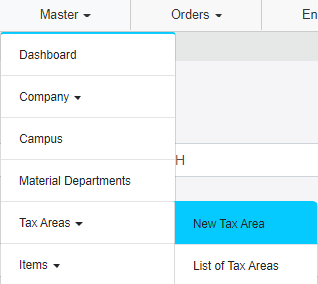 Master Orders En
Dashboard
Company
Campus
H
Material Departments
Tax Areas New Tax Area
Items List of Tax Areas